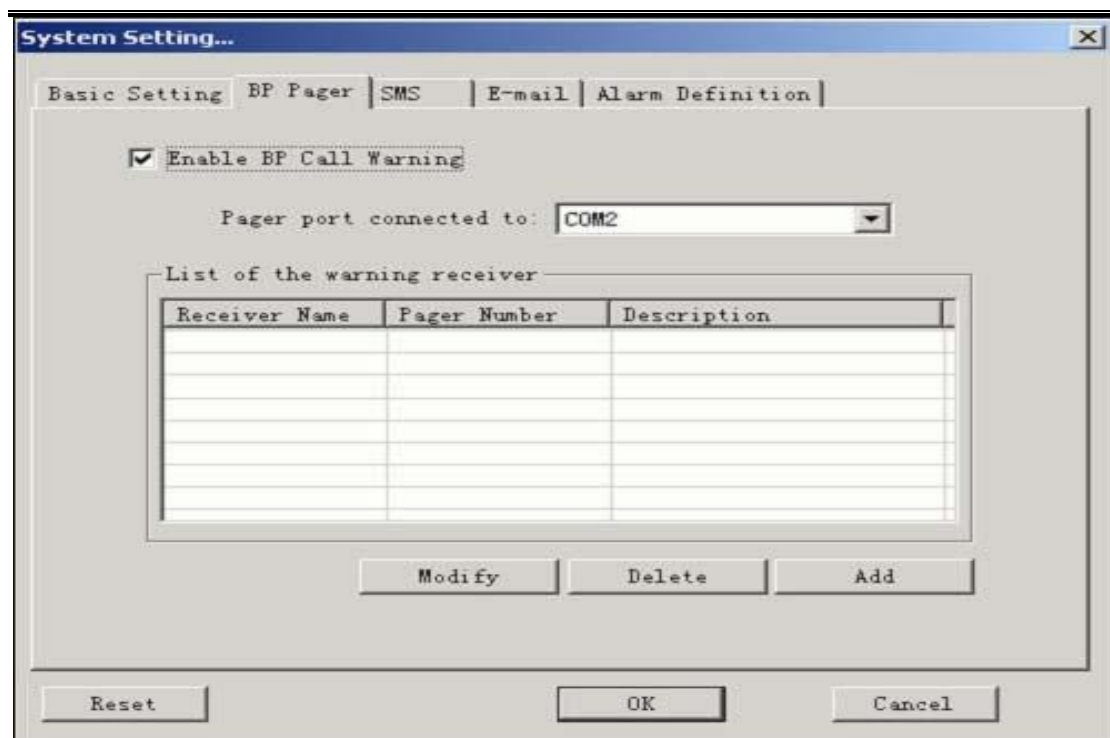 System Setting...
Basic Setting BP Pager SMS E-mail Alarm Definition
Enable BP Call Warning
Pager port connected to: COM2
List of the warning receiver
Receiver Name Pager Number Description
Modify Delete Add
Reset OK Cancel